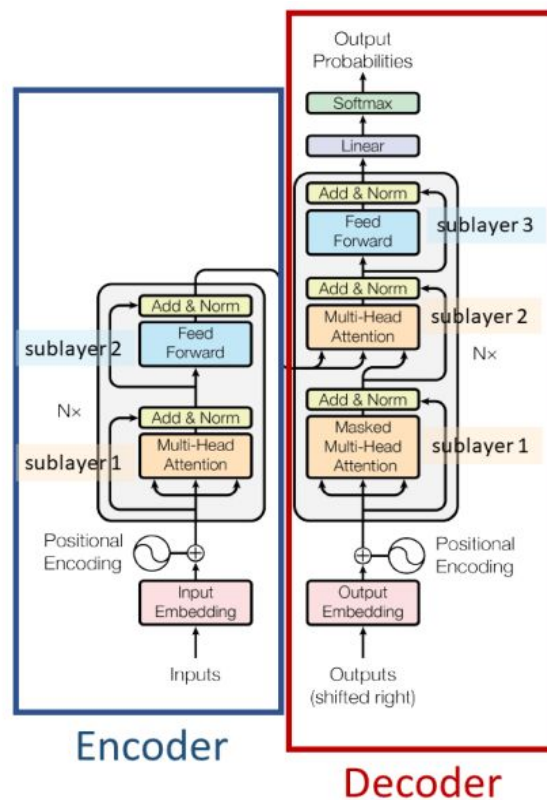 Output
Probabilities
Softmax
Linear
Add & Norm
Feed
Forward
sublayer 3
Add & Norm
Multi-Head
Attention
sublayer 2
N×
Add & Norm
Masked
Multi-Head
Attention
sublayer 1
Positional
Encoding
Output
Embedding
Outputs
(shifted right)
Decoder
Add & Norm
Feed
Forward
sublayer 2
N×
Add & Norm
Multi-Head
Attention
sublayer 1
Positional
Encoding
Input
Embedding
Inputs
Encoder